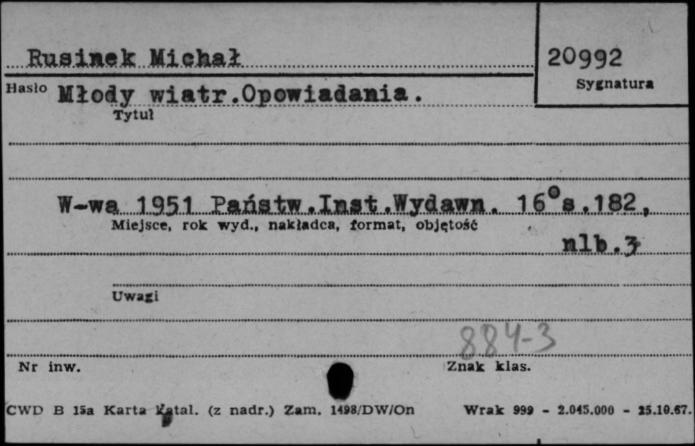 Rusinek Michał
20992
Sygnatura
Hasło Młody wiatr.Opowiadania.
Tytuł
W-wa 1951 Państw.Inst.Wydawn. 16°s.182,
Miejsce, rok wyd., nakładca, format, objętość
nlb.3
Uwagi
884-3
Nr inw.
Znak klas.
CWD B 15a Karta Katal. (z nadr.) Zam. 1498/DW/On Wrak 999 - 2.045.000 - 25.10.67.